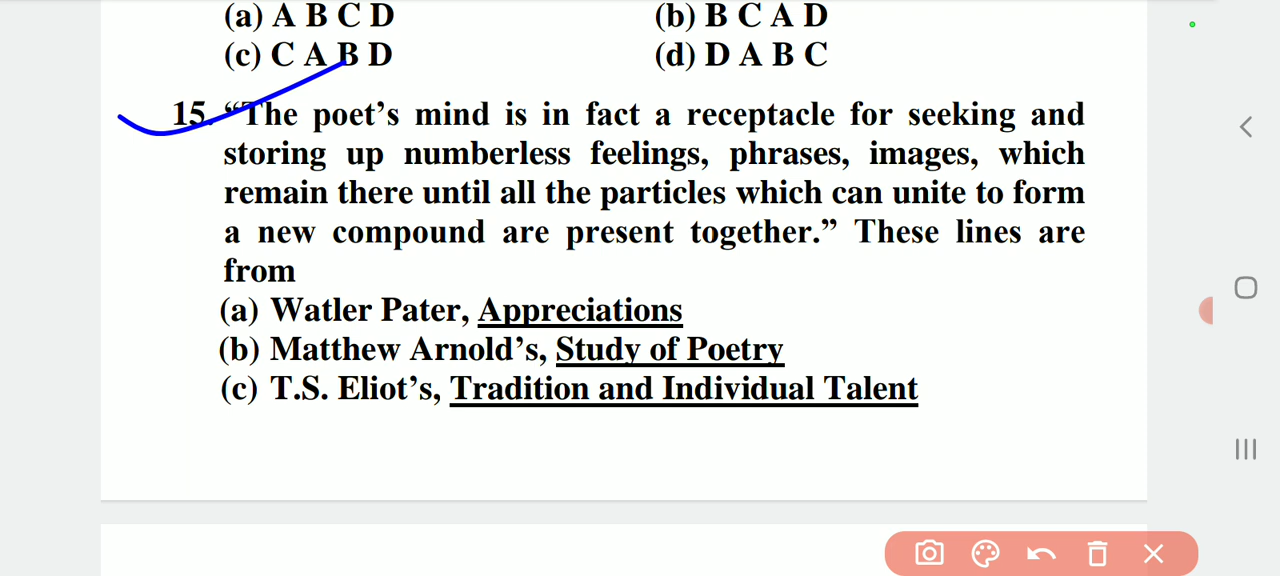 (a) A B C D (b) B C A D
(c) C A B D (d) D A B C
15. “The poet’s mind is in fact a receptacle for seeking and
storing up numberless feelings, phrases, images, which
remain there until all the particles which can unite to form
a new compound are present together.” These lines are
from
(a) Watler Pater, Appreciations
(b) Matthew Arnold’s, Study of Poetry
(c) T.S. Eliot’s, Tradition and Individual Talent